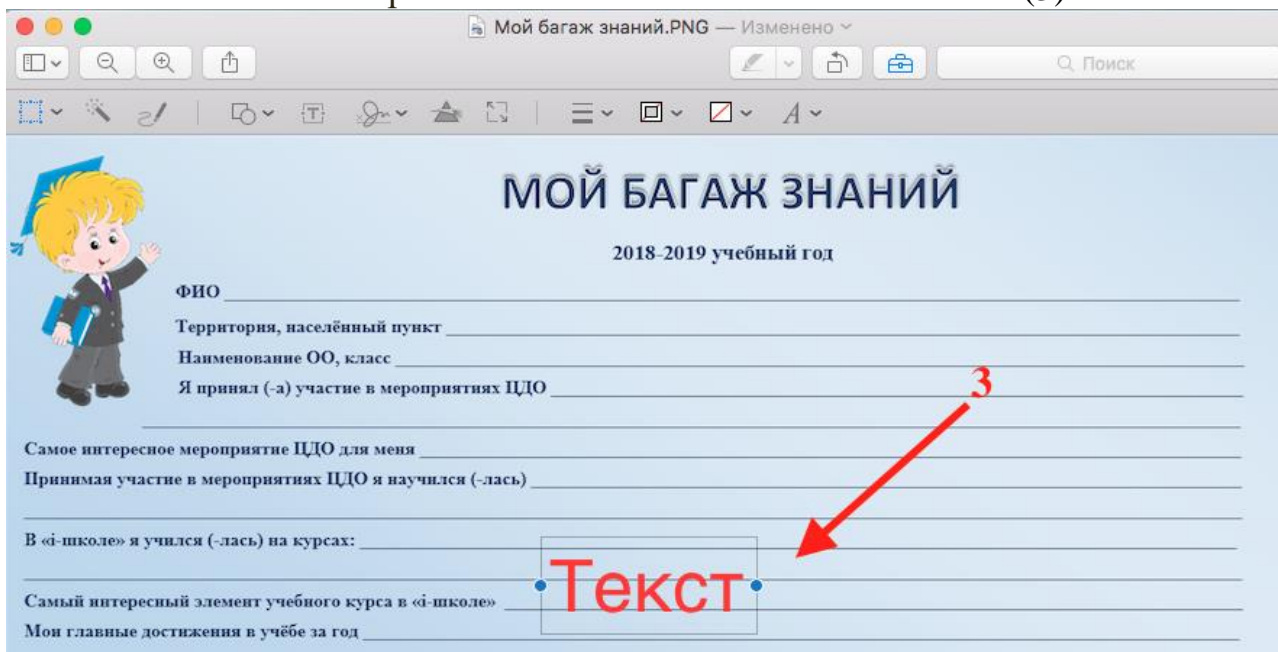 Мой багаж знаний.PNG — Изменено
Поиск
МОЙ БАГАЖ ЗНАНИЙ
2018-2019 учебный год
ФИО
Территория, населённый пункт
Наименование ОО, класс
Я принял (-а) участие в мероприятиях ЦДО
3
Самое интересное мероприятие ЦДО для меня
Принимая участие в мероприятиях ЦДО я научился (-лась)
В «i-школе» я учился (-лась) на курсах:
Текст
Самый интересный элемент учебного курса в «i-школе»
Мои главные достижения в учёбе за год